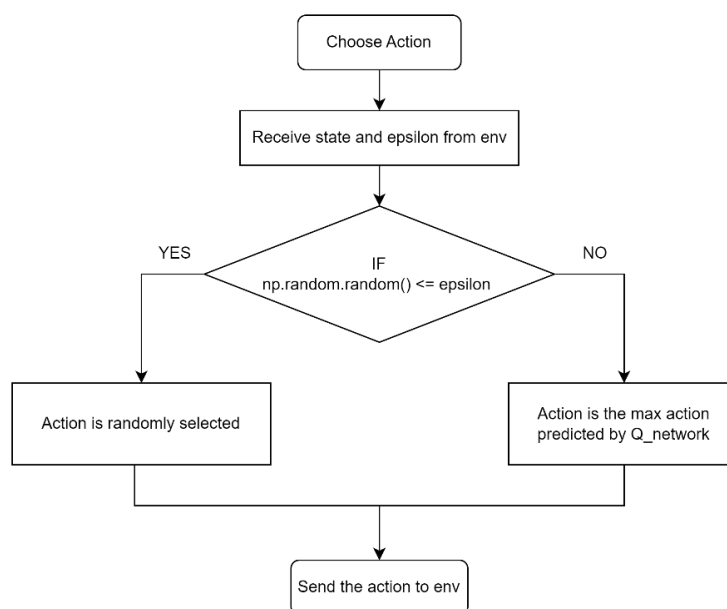 Choose Action
Receive state and epsilon from env
YES
IF
NO
np.random.random() <= epsilon
Action is randomly selected
Action is the max action
predicted by Q_network
Send the action to env